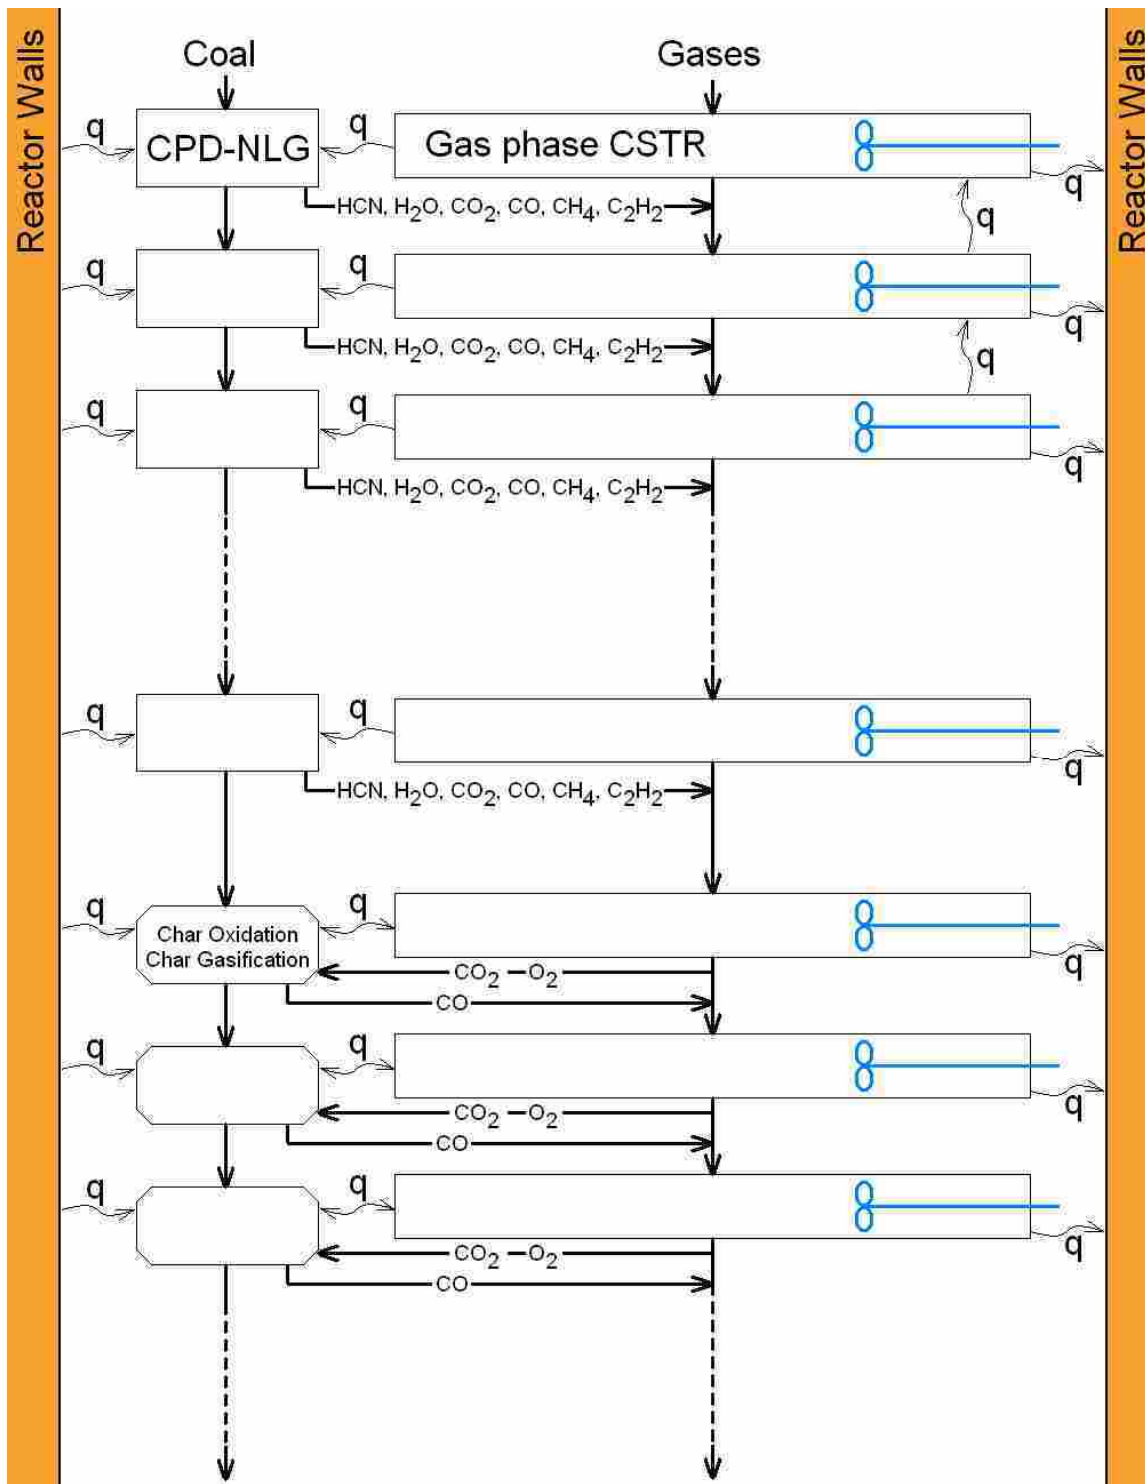 Reactor Walls
Reactor Walls
Coal
Gases
q
CPD-NLG
q
Gas phase CSTR
q
HCN, H₂O, CO₂, CO, CH₄, C₂H₂
q
q
q
q
HCN, H₂O, CO₂, CO, CH₄, C₂H₂
q
q
q
q
HCN, H₂O, CO₂, CO, CH₄, C₂H₂
q
q
q
HCN, H₂O, CO₂, CO, CH₄, C₂H₂
q
Char Oxidation
Char Gasification
q
q
CO₂ O₂
CO
q
q
q
CO₂ O₂
CO
q
q
q
CO₂ O₂
CO